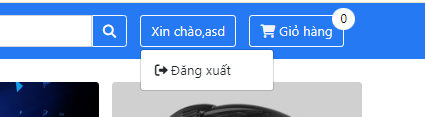 Xin chào,asd
Giỏ hàng
0
Đăng xuất